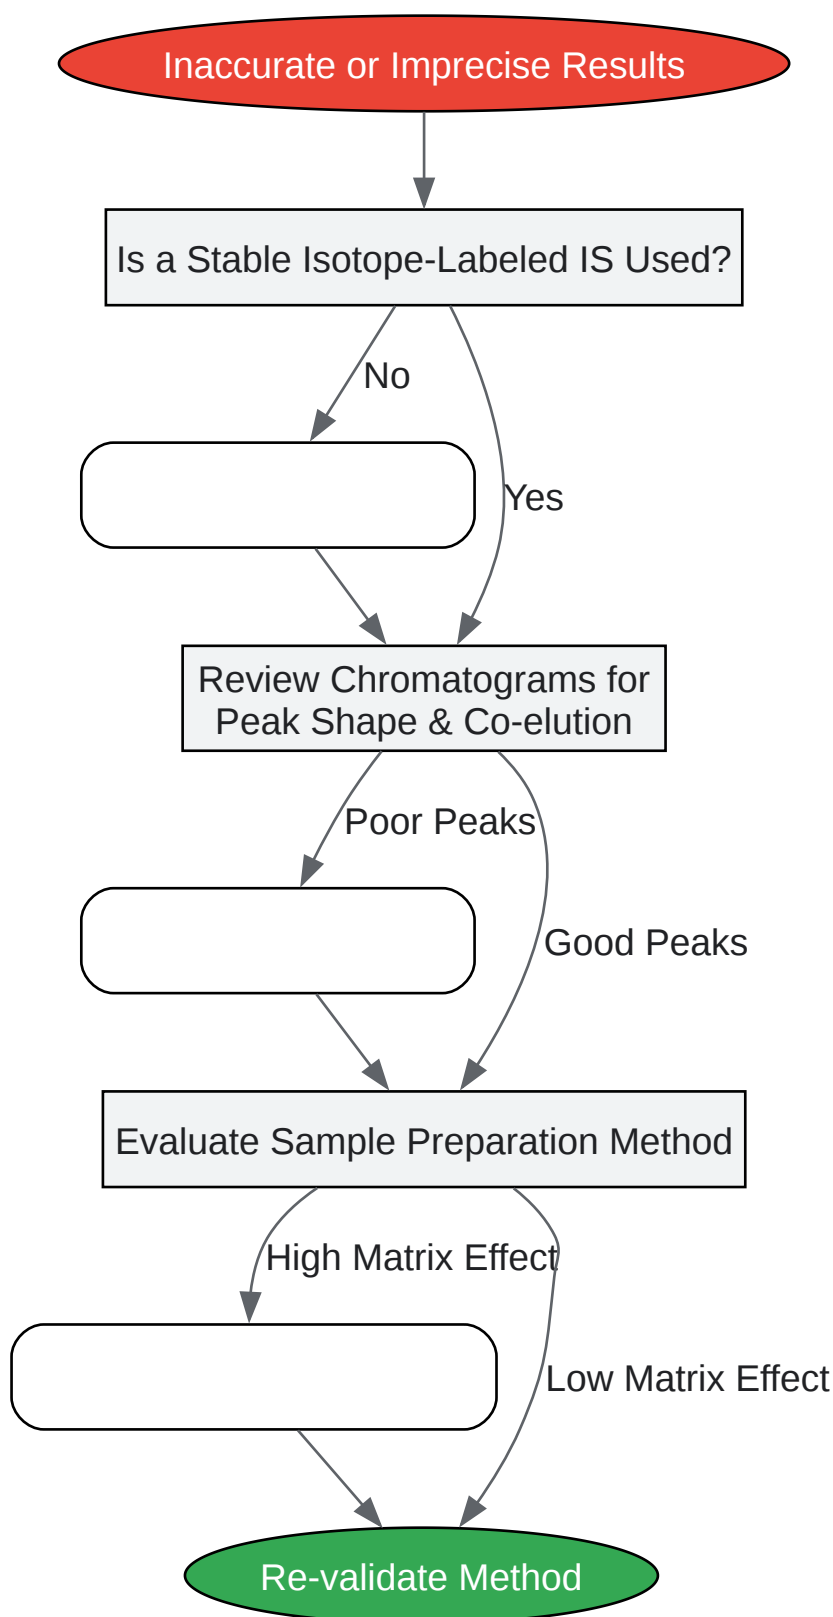 Inaccurate or Imprecise Results
Is a Stable Isotope-Labeled IS Used?
No
Yes
Review Chromatograms for
Peak Shape & Co-elution
Poor Peaks
Good Peaks
Evaluate Sample Preparation Method
High Matrix Effect
Low Matrix Effect
Re-validate Method